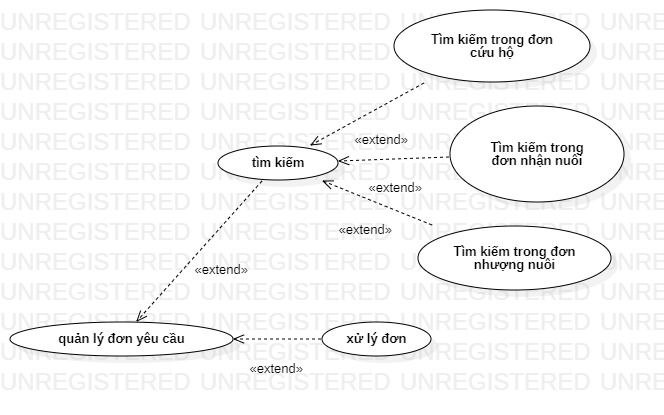 UNREGISTERED UNREGISTERED UNREGISTERED UNREGISTERED
Tìm kiếm trong đơn
cứu hộ
«extend»
Tìm kiếm trong
đơn nhận nuôi
tìm kiếm
«extend»
«extend»
Tìm kiếm trong đơn
nhượng nuôi
«extend»
quản lý đơn yêu cầu
xử lý đơn
«extend»